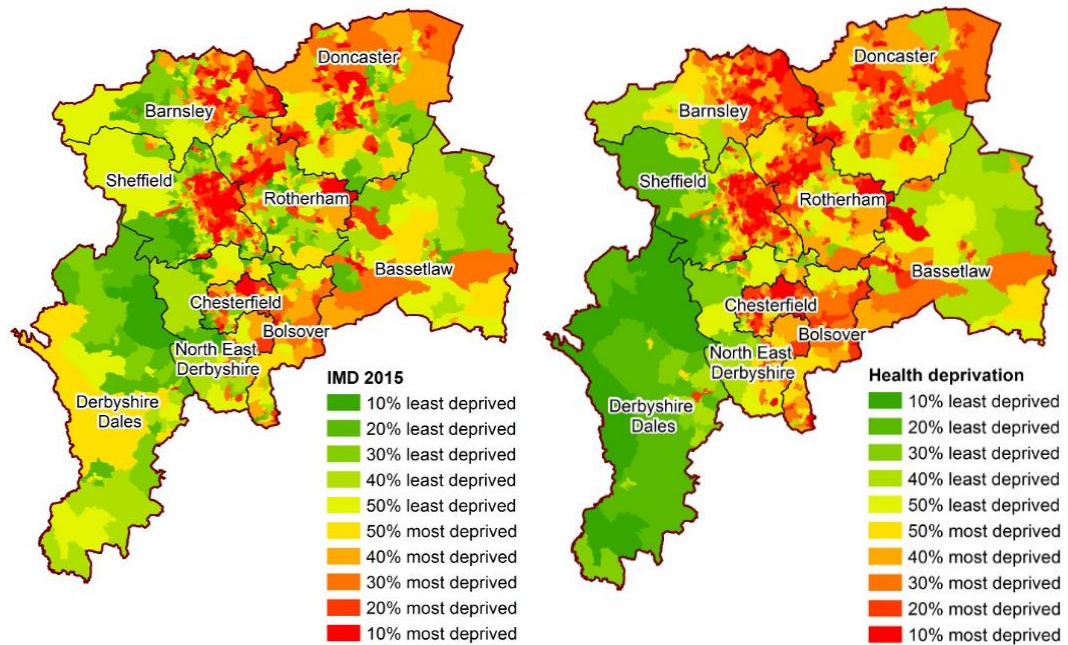 Doncaster
Barnsley
Sheffield
Rotherham
Bassetlaw
Chesterfield
Bolsover
North East
Derbyshire
Derbyshire
Dales
IMD 2015
10% least deprived
20% least deprived
30% least deprived
40% least deprived
50% least deprived
50% most deprived
40% most deprived
30% most deprived
20% most deprived
10% most deprived
Doncaster
Barnsley
Sheffield
Rotherham
Bassetlaw
Chesterfield
Bolsover
North East
Derbyshire
Derbyshire
Dales
Health deprivation
10% least deprived
20% least deprived
30% least deprived
40% least deprived
50% least deprived
50% most deprived
40% most deprived
30% most deprived
20% most deprived
10% most deprived